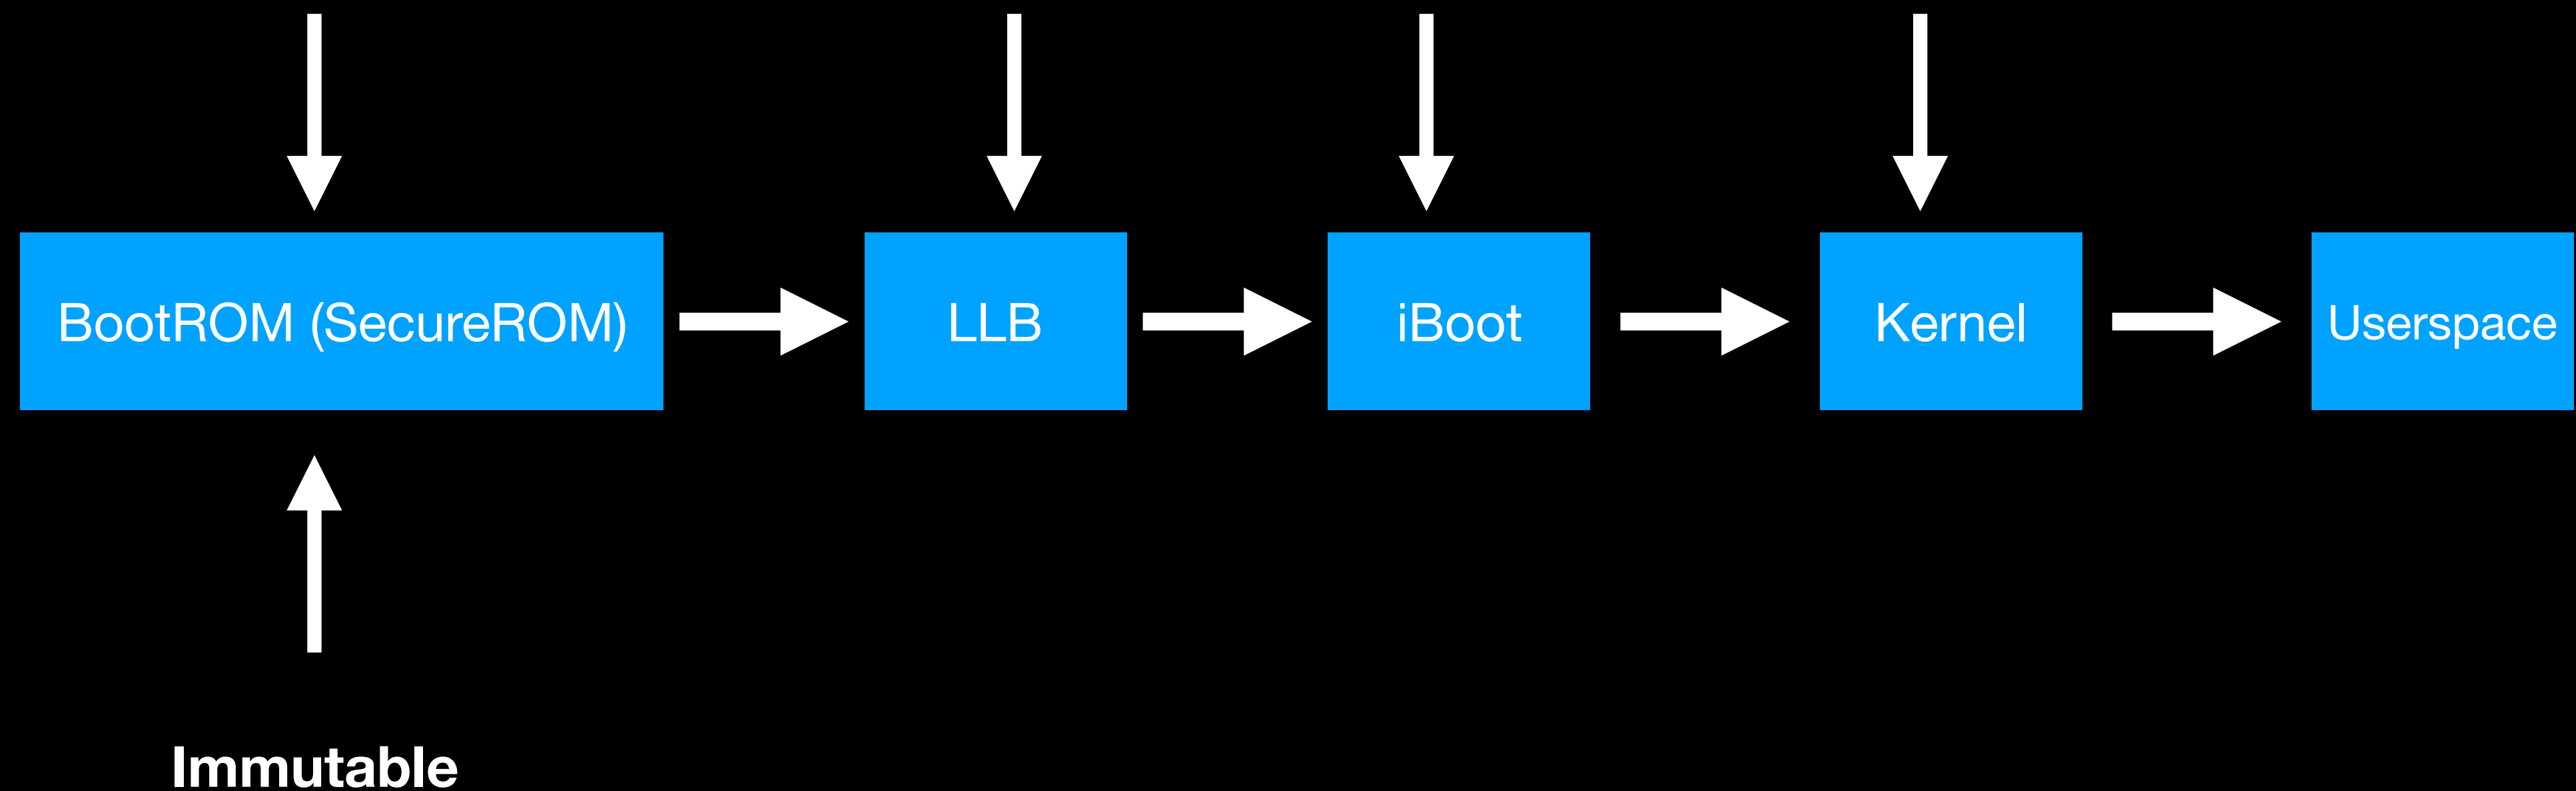 BootROM (SecureROM)
LLB
iBoot
Kernel
Userspace
Immutable